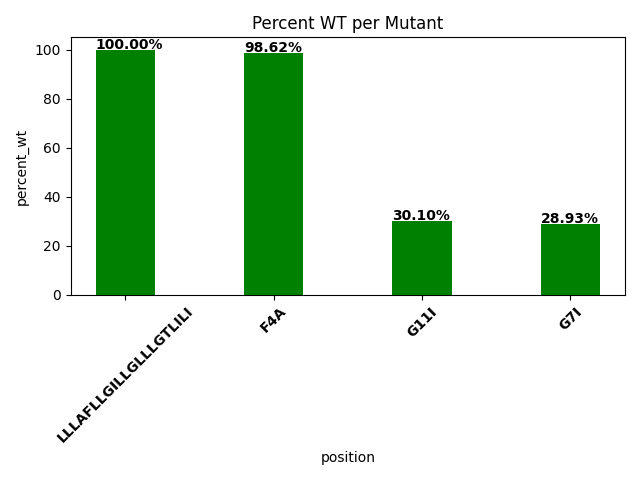 Percent WT per Mutant
100.00%
98.62%
30.10%
28.93%
percent_wt
100
80
60
40
20
0
LLLAFLLGILLGLLLGTLILI
F4A
G11I
G7I
position